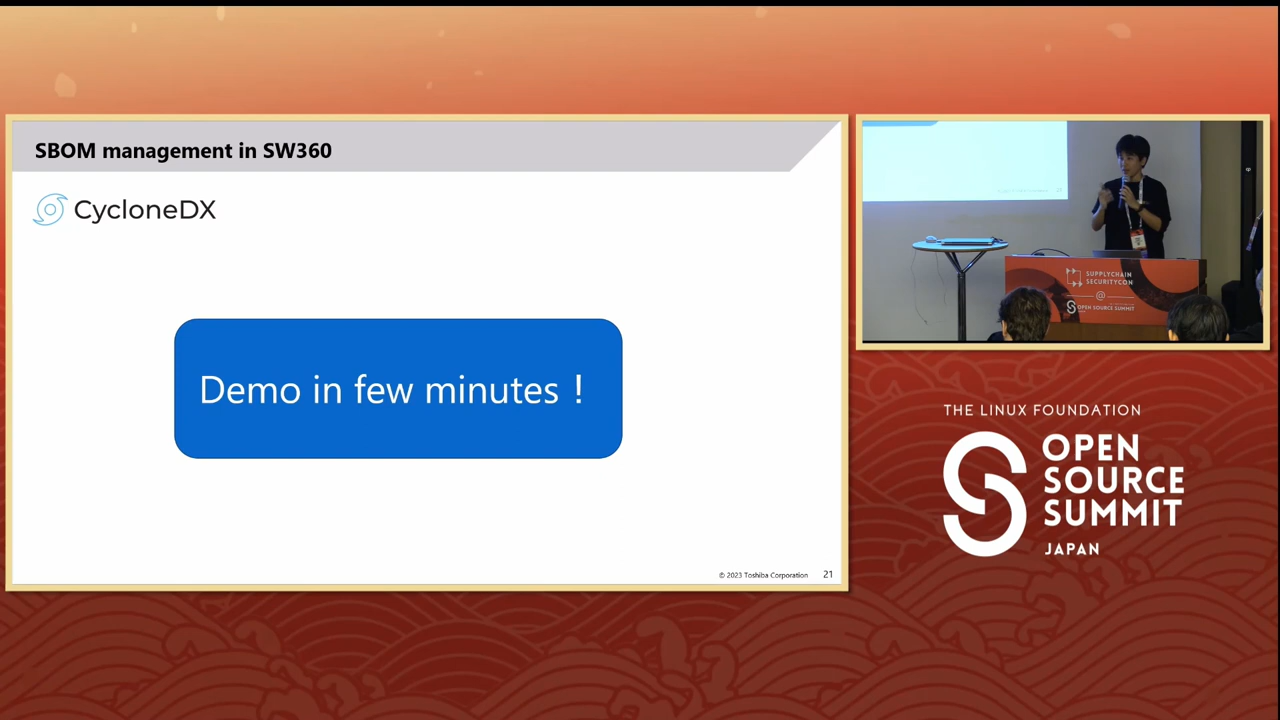 SBOM management in SW360
CycloneDX
Demo in few minutes！
© 2023 Toshiba Corporation 21
SUPPLYCHAIN
SECURITYCON
@
OPEN SOURCE SUMMIT
THE LINUX FOUNDATION
OPEN
SOURCE
SUMMIT
JAPAN